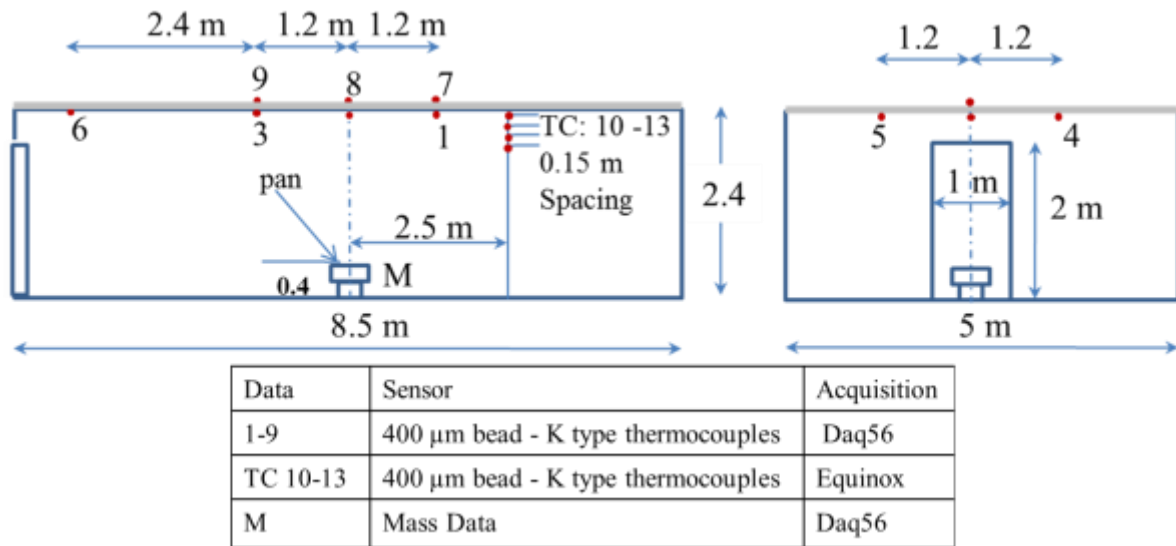 2.4 m 1.2 m 1.2 m
9 8 7
6 3 1
TC: 10 -13
0.15 m
Spacing
pan
2.5 m
2.4
0.4
M
8.5 m
1.2 1.2
5 4
1 m
2 m
5 m
Data Sensor Acquisition
1-9 400 μm bead - K type thermocouples Daq56
TC 10-13 400 μm bead - K type thermocouples Equinox
M Mass Data Daq56